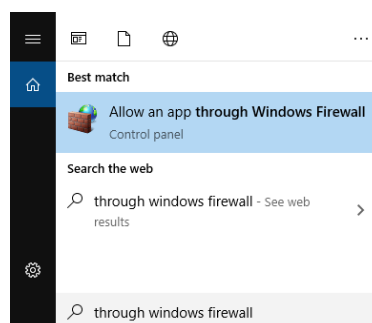 Best match
Allow an app through Windows Firewall
Control panel
Search the web
through windows firewall - See web
results
through windows firewall